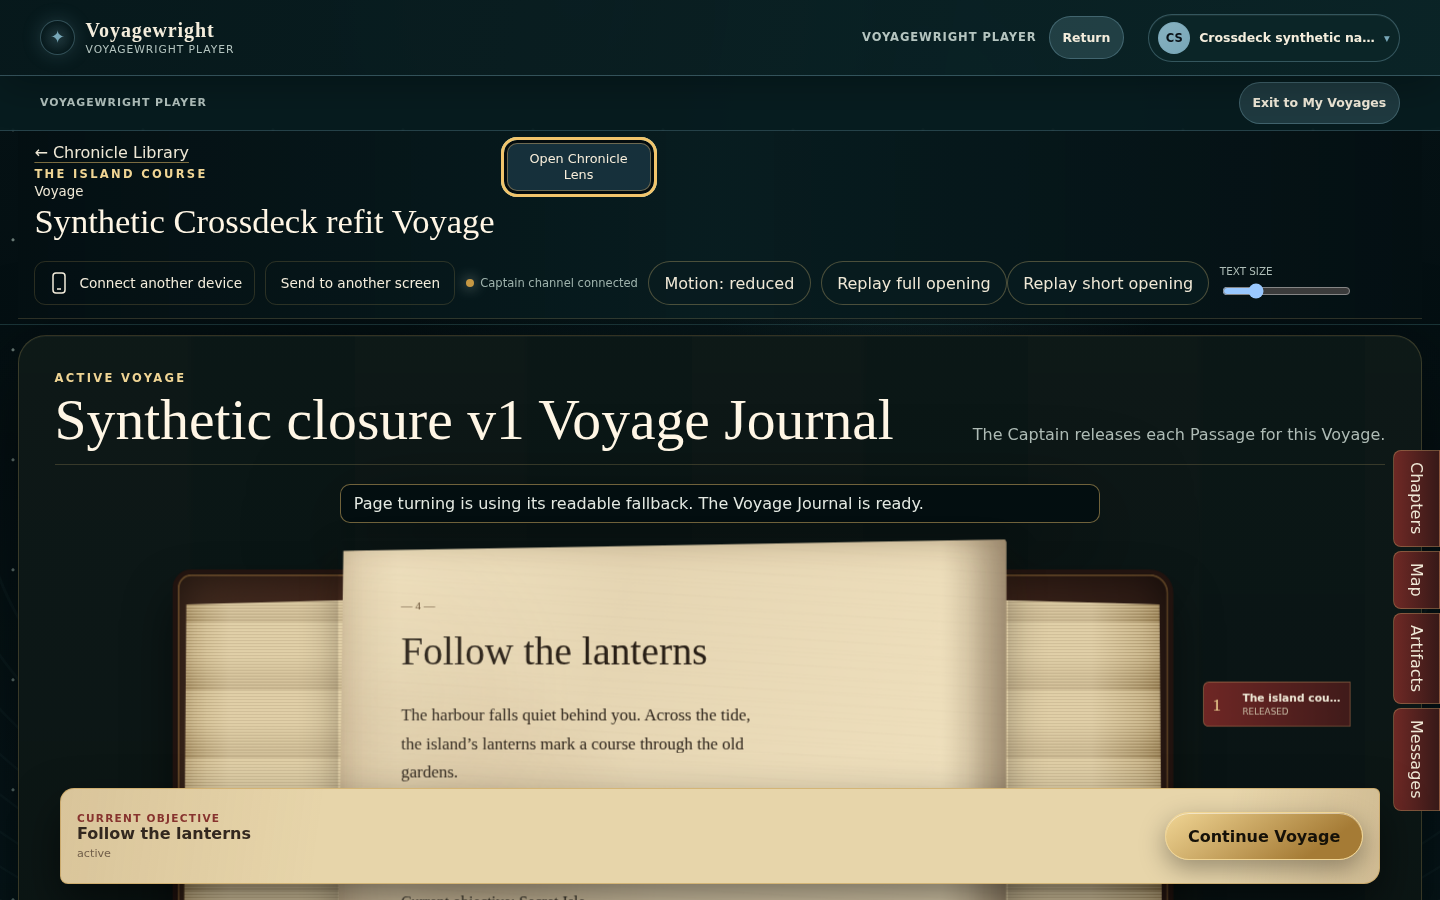 Voyagewright
VOYAGEWRIGHT PLAYER
VOYAGEWRIGHT PLAYER
Return
CS
Crossdeck synthetic na...
VOYAGEWRIGHT PLAYER
Exit to My Voyages
← Chronicle Library
THE ISLAND COURSE
Voyage
Synthetic Crossdeck refit Voyage
Open Chronicle
Lens
Connect another device
Send to another screen
Captain channel connected
Motion: reduced
Replay full opening
Replay short opening
TEXT SIZE
ACTIVE VOYAGE
Synthetic closure v1 Voyage Journal
The Captain releases each Passage for this Voyage.
Page turning is using its readable fallback. The Voyage Journal is ready.
— 4 —
Follow the lanterns
The harbour falls quiet behind you. Across the tide,
the island’s lanterns mark a course through the old
gardens.
1
The island cou...
RELEASED
Chapters
Map
Artifacts
Messages
CURRENT OBJECTIVE
Follow the lanterns
active
Continue Voyage